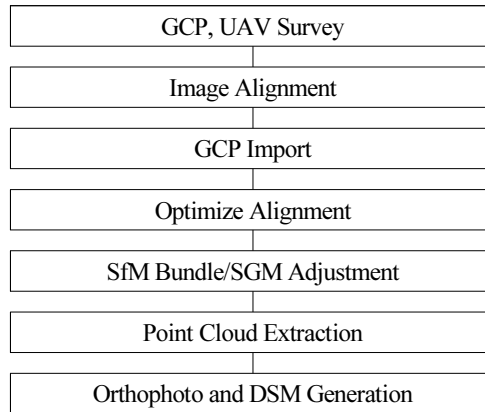 GCP, UAV Survey
Image Alignment
GCP Import
Optimize Alignment
SfM Bundle/SGM Adjustment
Point Cloud Extraction
Orthophoto and DSM Generation